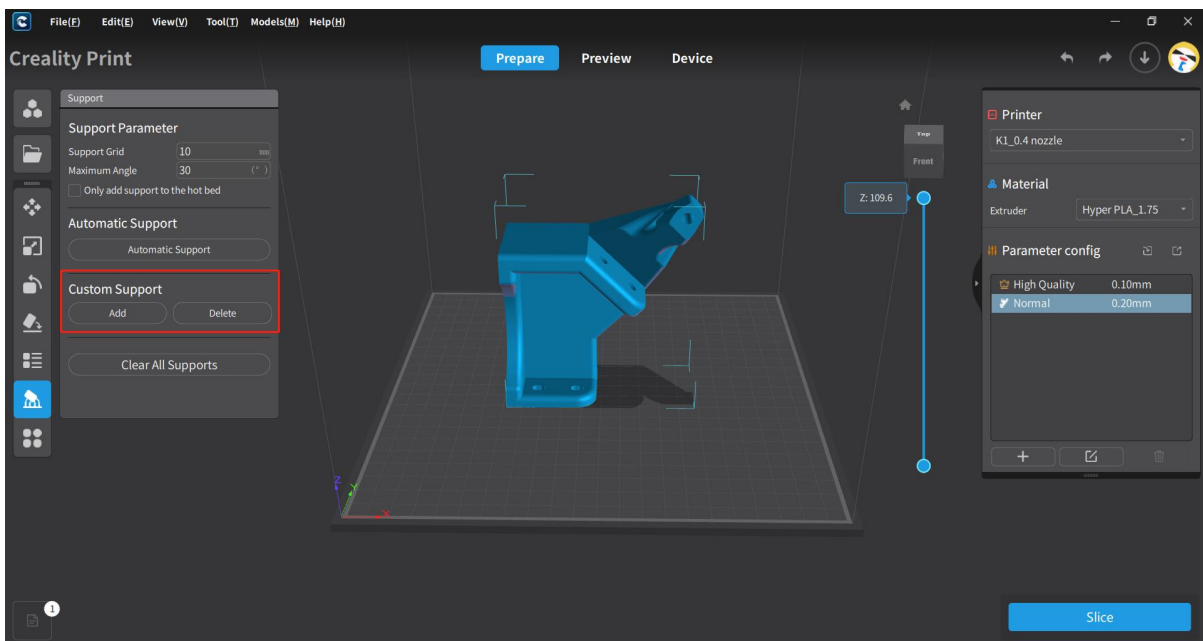 File(F) Edit(E) View(V) Tool(T) Models(M) Help(H)
Creality Print
Prepare Preview Device
Support
Support Parameter
Support Grid 10 mm
Maximum Angle 30 (°)
Only add support to the hot bed
Automatic Support
Automatic Support
Custom Support
Add Delete
Clear All Supports
Top
Front
Z: 109.6
Z
Y
X
Printer
K1_0.4 nozzle
Material
Extruder Hyper PLA_1.75
Parameter config
High Quality 0.10mm
Normal 0.20mm
1
Slice